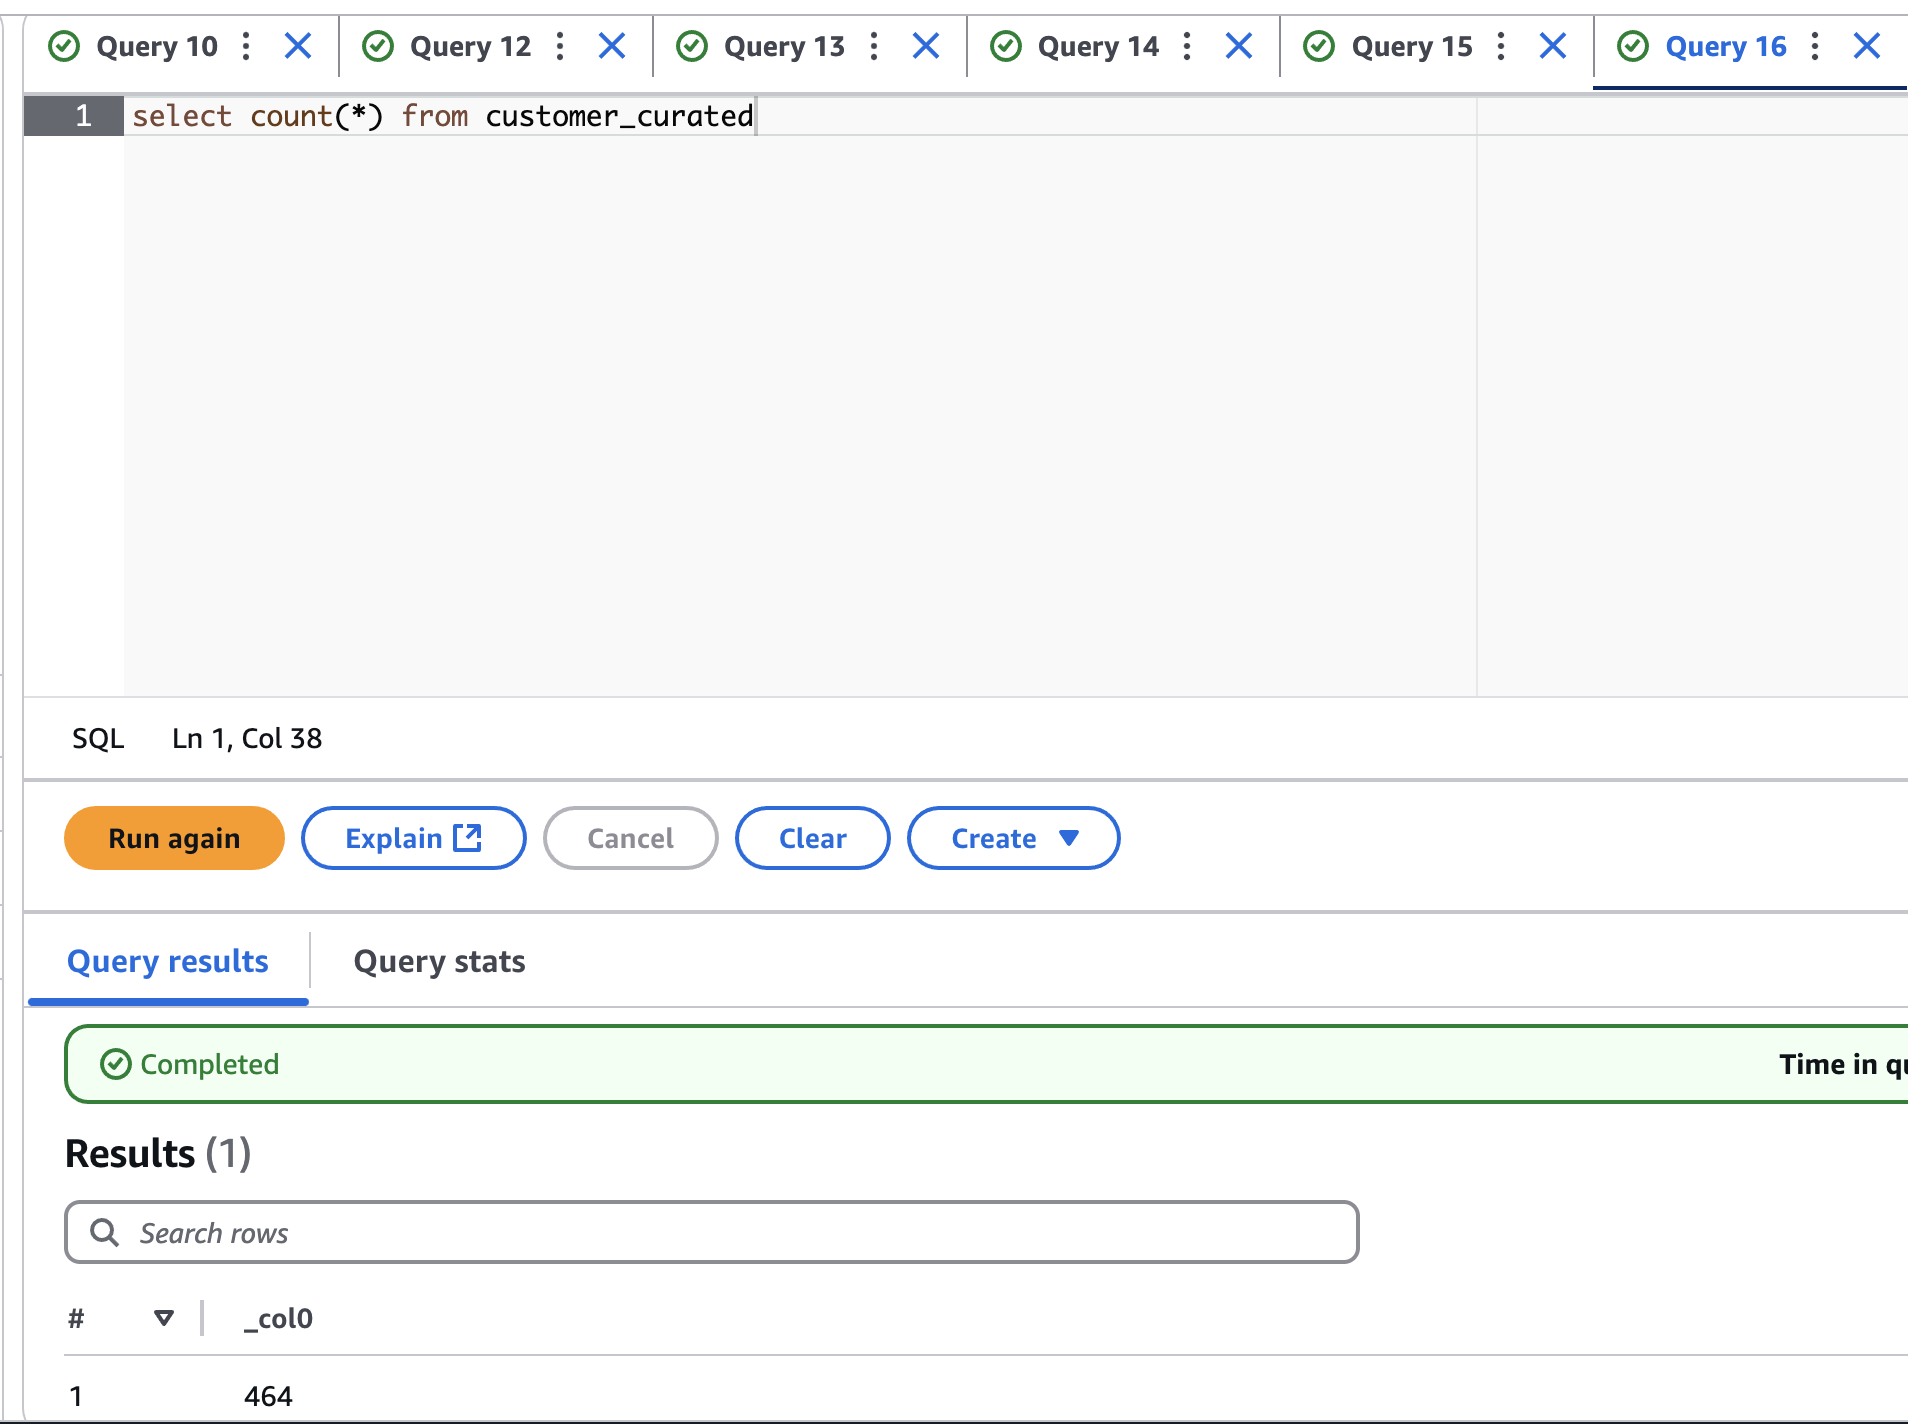 Query 10 Query 12 Query 13 Query 14 Query 15 Query 16
1 select count(*) from customer_curated
SQL Ln 1, Col 38
Run again Explain Cancel Clear Create
Query results Query stats
Completed Time in
Results (1)
Search rows
# _col0
1 464